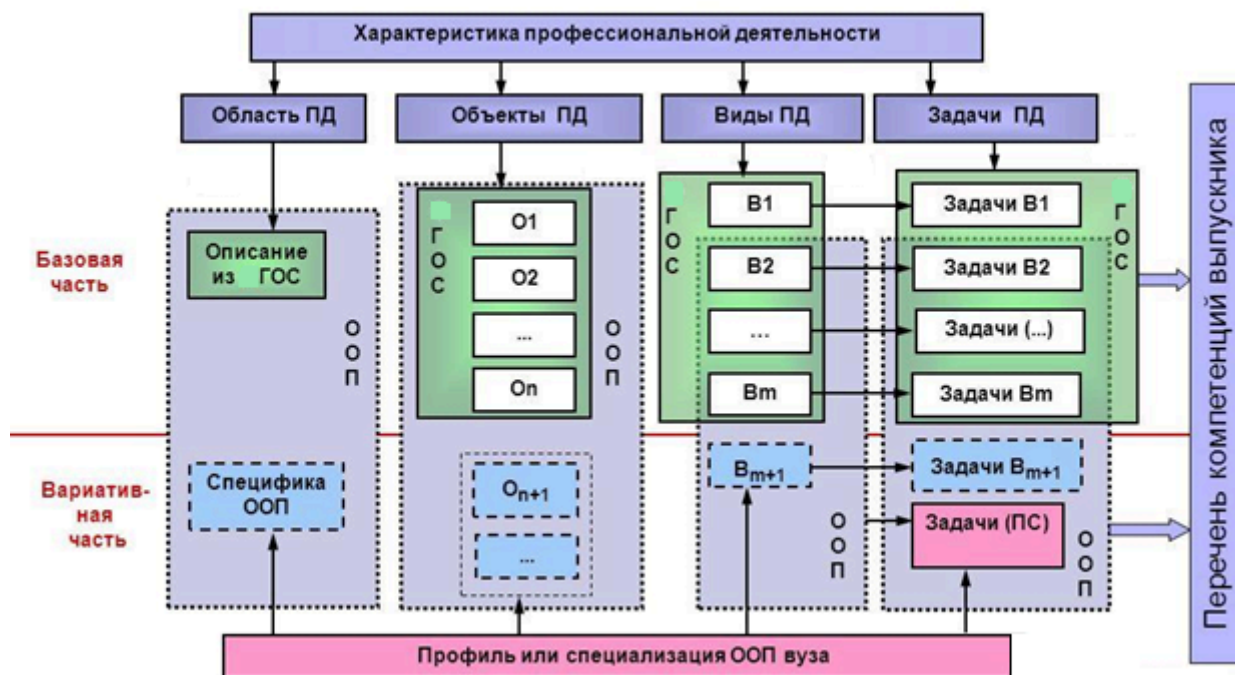 Характеристика профессиональной деятельности
Область ПД
Объекты ПД
Виды ПД
Задачи ПД
Базовая
часть
Описание
из ГОС
ООП
ГОС
О1
О2
...
Оn
ООП
ГОС
В1
В2
...
Вm
Задачи В1
Задачи В2
Задачи (...)
Задачи Вm
ГОС
Вариатив-
ная
часть
Специфика
ООП
Оn+1
...
Вm+1
ООП
Задачи Вm+1
Задачи (ПС)
ООП
Профиль или специализация ООП вуза
Перечень компетенций выпускника